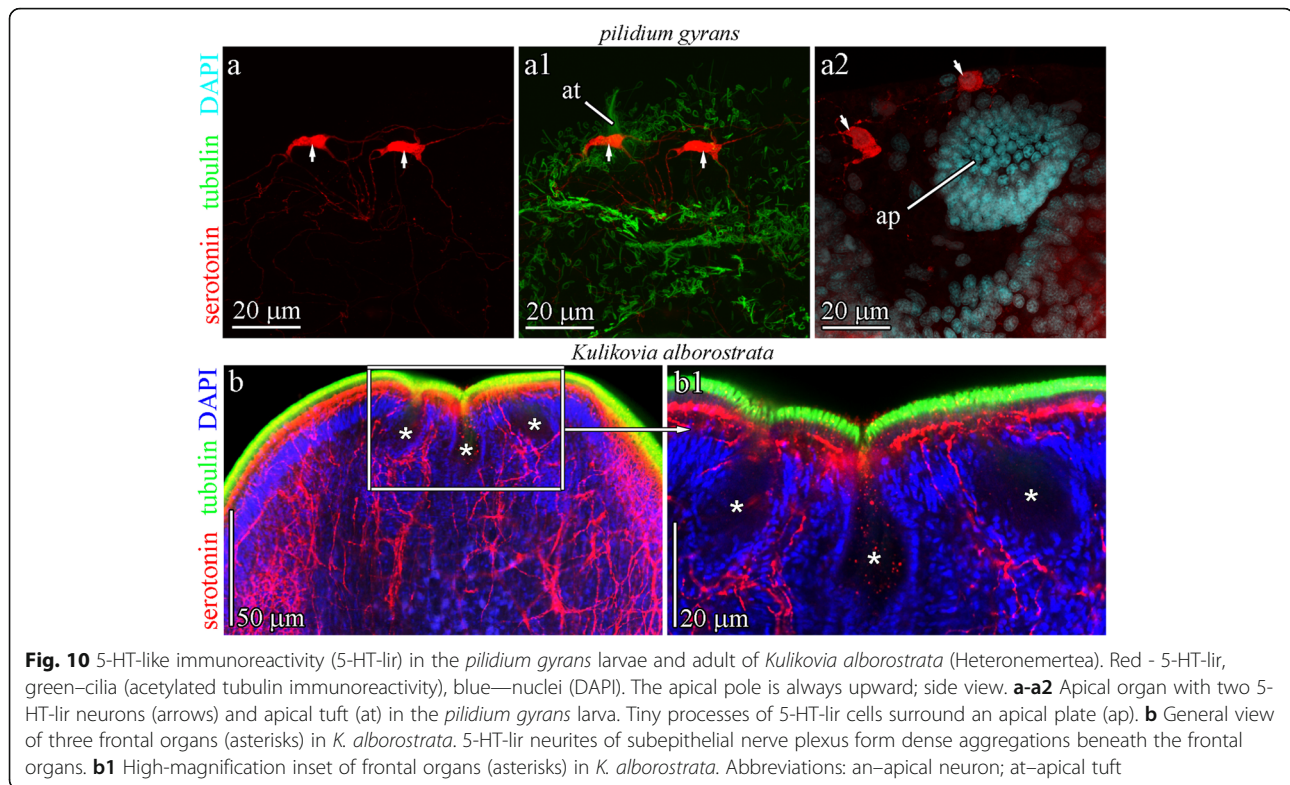 pilidium gyrans
serotonin tubulin DAPI
a
20 µm
a1
at
20 µm
a2
ap
20 µm
Kulikovia alborostrata
serotonin tubulin DAPI
b
*
*
*
50 µm
b1
*
*
*
20 µm
Fig. 10 5-HT-like immunoreactivity (5-HT-lir) in the pilidium gyrans larvae and adult of Kulikovia alborostrata (Heteronemertea). Red - 5-HT-lir,
green–cilia (acetylated tubulin immunoreactivity), blue—nuclei (DAPI). The apical pole is always upward; side view. a-a2 Apical organ with two 5-
HT-lir neurons (arrows) and apical tuft (at) in the pilidium gyrans larva. Tiny processes of 5-HT-lir cells surround an apical plate (ap). b General view
of three frontal organs (asterisks) in K. alborostrata. 5-HT-lir neurites of subepithelial nerve plexus form dense aggregations beneath the frontal
organs. b1 High-magnification inset of frontal organs (asterisks) in K. alborostrata. Abbreviations: an–apical neuron; at–apical tuft